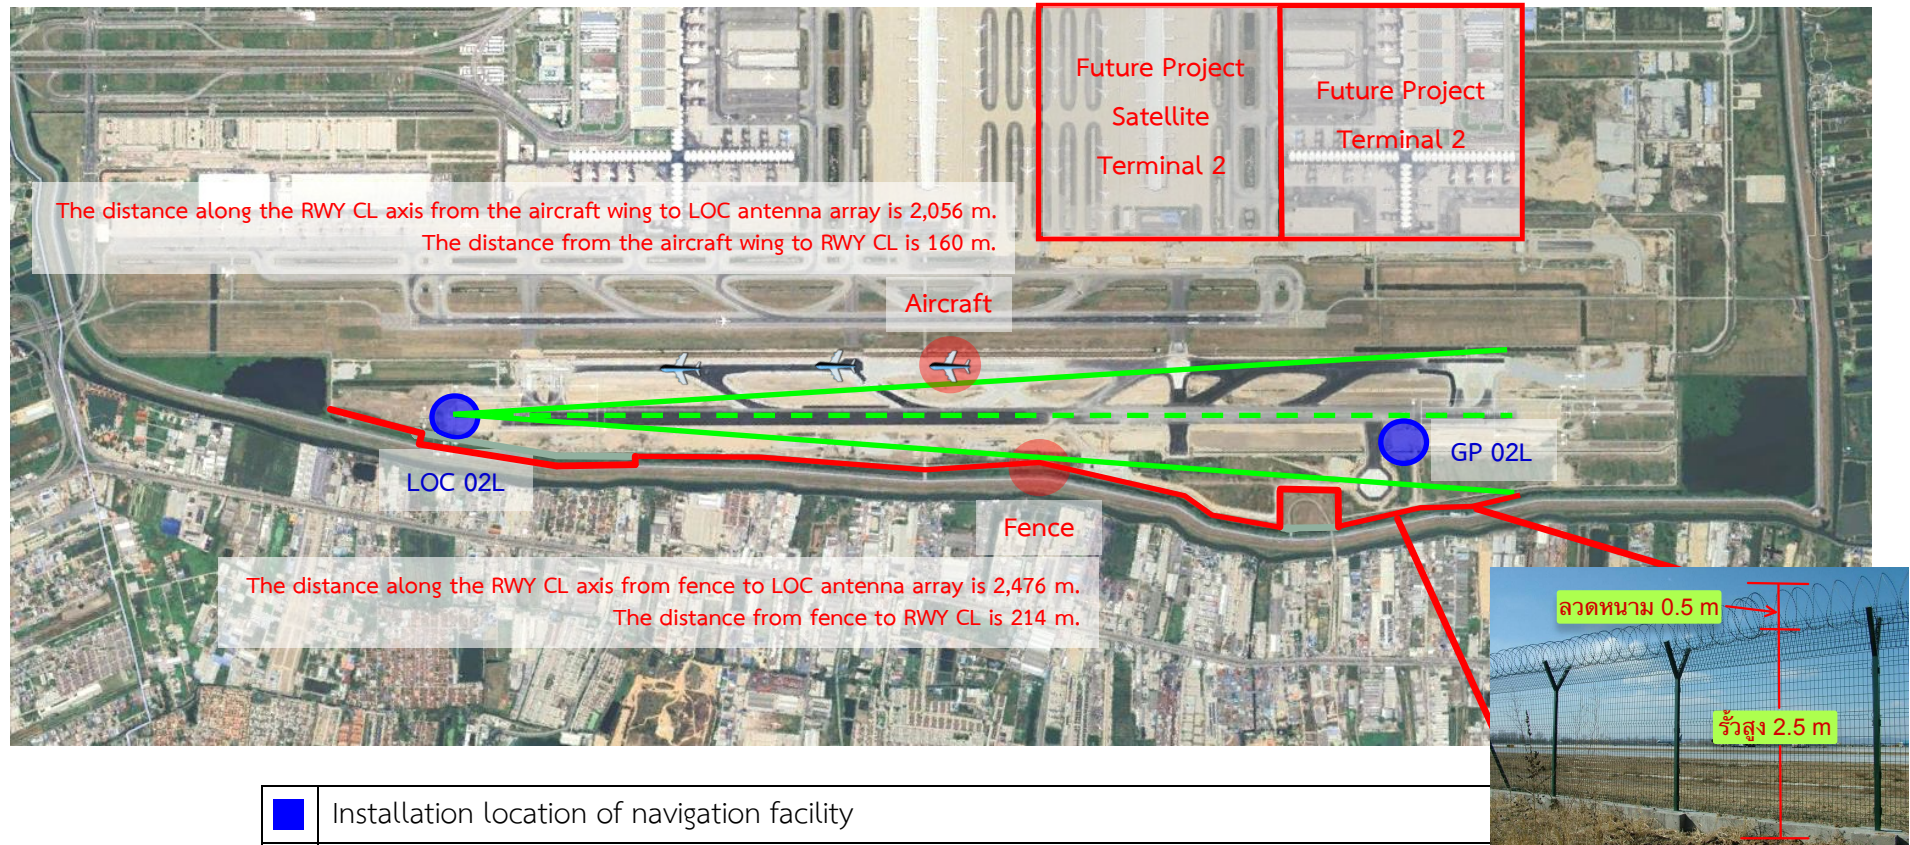 Future Project
Satellite
Terminal 2
Future Project
Terminal 2
The distance along the RWY CL axis from the aircraft wing to LOC antenna array is 2,056 m.
The distance from the aircraft wing to RWY CL is 160 m.
Aircraft
GP 02L
LOC 02L
Fence
The distance along the RWY CL axis from fence to LOC antenna array is 2,476 m.
The distance from fence to RWY CL is 214 m.
ลวดหนาม 0.5 m
รั้วสูง 2.5 m
Installation location of navigation facility